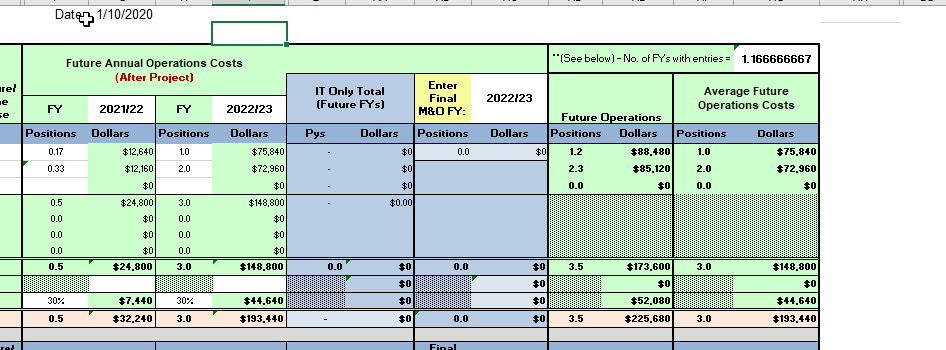 Date: 1/10/2020
Future Annual Operations Costs
(After Project)
**(See below) - No. of FYs with entries = 1.166666667
IT Only Total
(Future FYs)
Enter
Final
M&O FY:
2022/23
Average Future
Operations Costs
Future Operations
FY 2021/22 FY 2022/23
Positions Dollars Positions Dollars Pys Dollars Positions Dollars Positions Dollars Positions Dollars
0.17 $12,640 1.0 $75,840 - $0 0.0 $0 1.2 $88,480 1.0 $75,840
0.33 $12,160 2.0 $72,960 - $0 2.3 $85,120 2.0 $72,960
$0 $0 - $0 0.0 $0 0.0 $0
0.5 $24,800 3.0 $148,800 - $0.00
0.0 $0 0.0 $0
0.0 $0 0.0 $0
0.0 $0 0.0 $0
0.5 $24,800 3.0 $148,800 0.0 $0 0.0 $0 3.5 $173,600 3.0 $148,800
$0 $0 $0 $0
30% $7,440 30% $44,640 $0 $0 $52,080 $44,640
0.5 $32,240 3.0 $193,440 - $0 0.0 $0 3.5 $225,680 3.0 $193,440
Final